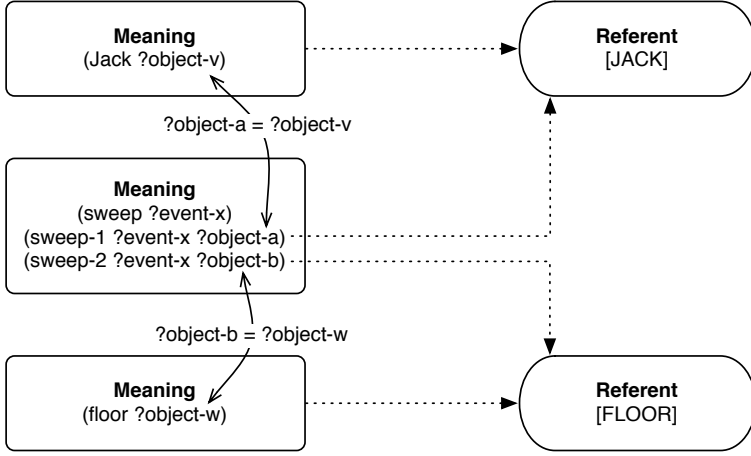 Meaning
(Jack ?object-v)
Referent
[JACK]
?object-a = ?object-v
Meaning
(sweep ?event-x)
(sweep-1 ?event-x ?object-a)
(sweep-2 ?event-x ?object-b)
?object-b = ?object-w
Meaning
(floor ?object-w)
Referent
[FLOOR]